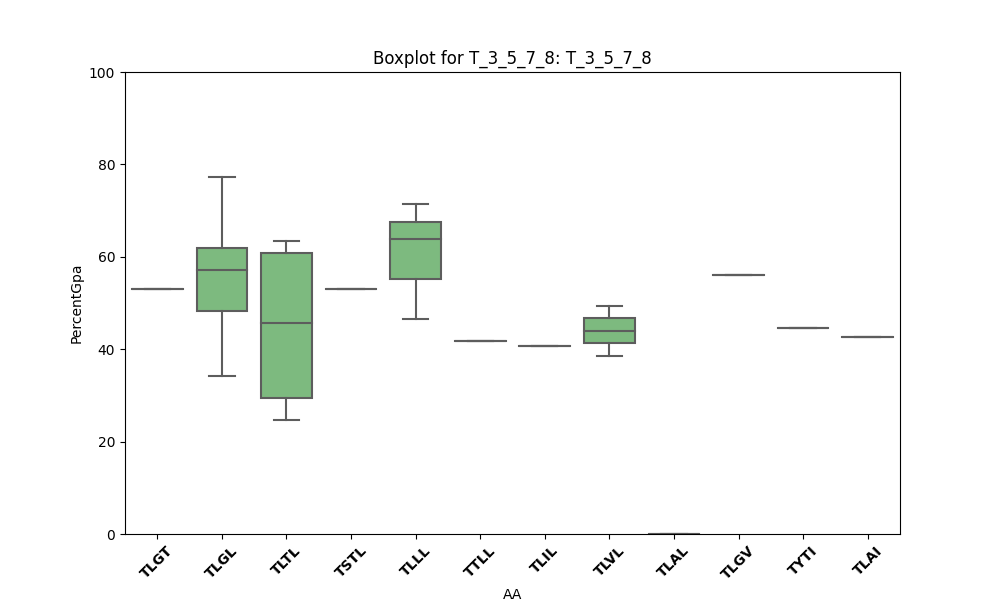 Boxplot for T_3_5_7_8: T_3_5_7_8
100
80
60
40
20
0
PercentGpa
TLGT
TLGL
TLTL
TSTL
TLLL
TTLL
TLIL
TLVL
TLAL
TLGV
TYTI
TLAI
AA